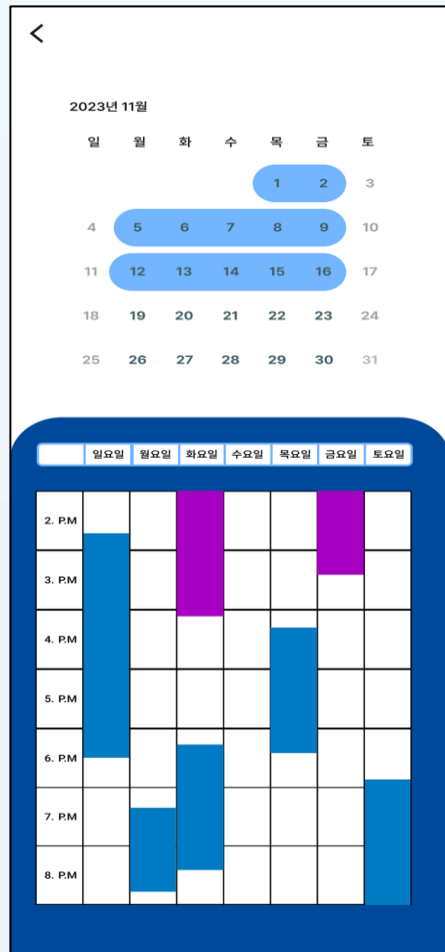 2023년 11월
일 월 화 수 목 금 토
1 2 3
4 5 6 7 8 9 10
11 12 13 14 15 16 17
18 19 20 21 22 23 24
25 26 27 28 29 30 31
일요일 월요일 화요일 수요일 목요일 금요일 토요일
2. P.M
3. P.M
4. P.M
5. P.M
6. P.M
7. P.M
8. P.M